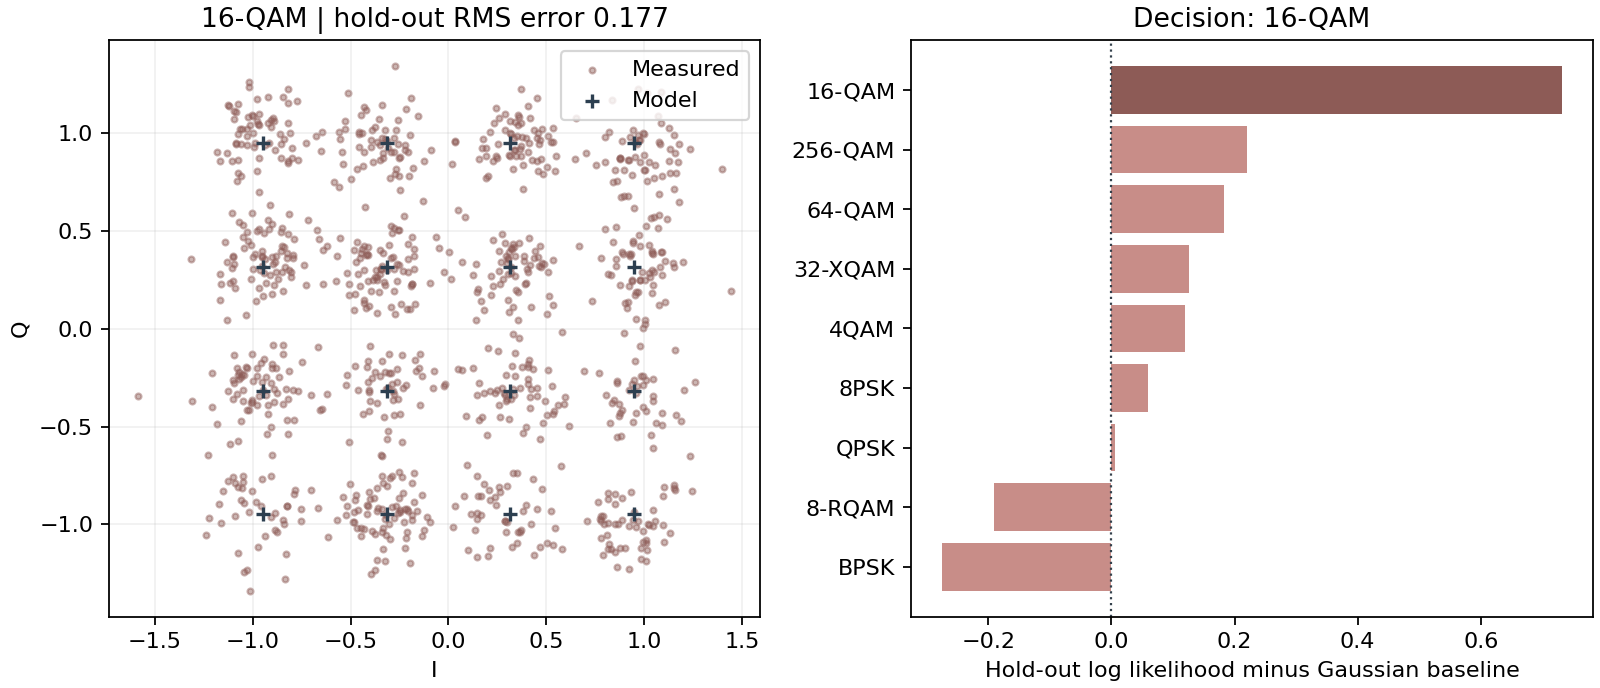 16-QAM | hold-out RMS error 0.177
Measured
Model
1.0
0.5
0.0
−0.5
−1.0
Q
−1.5
−1.0
−0.5
0.0
0.5
1.0
1.5
I
Decision: 16-QAM
16-QAM
256-QAM
64-QAM
32-XQAM
4QAM
8PSK
QPSK
8-RQAM
BPSK
−0.2
0.0
0.2
0.4
0.6
Hold-out log likelihood minus Gaussian baseline